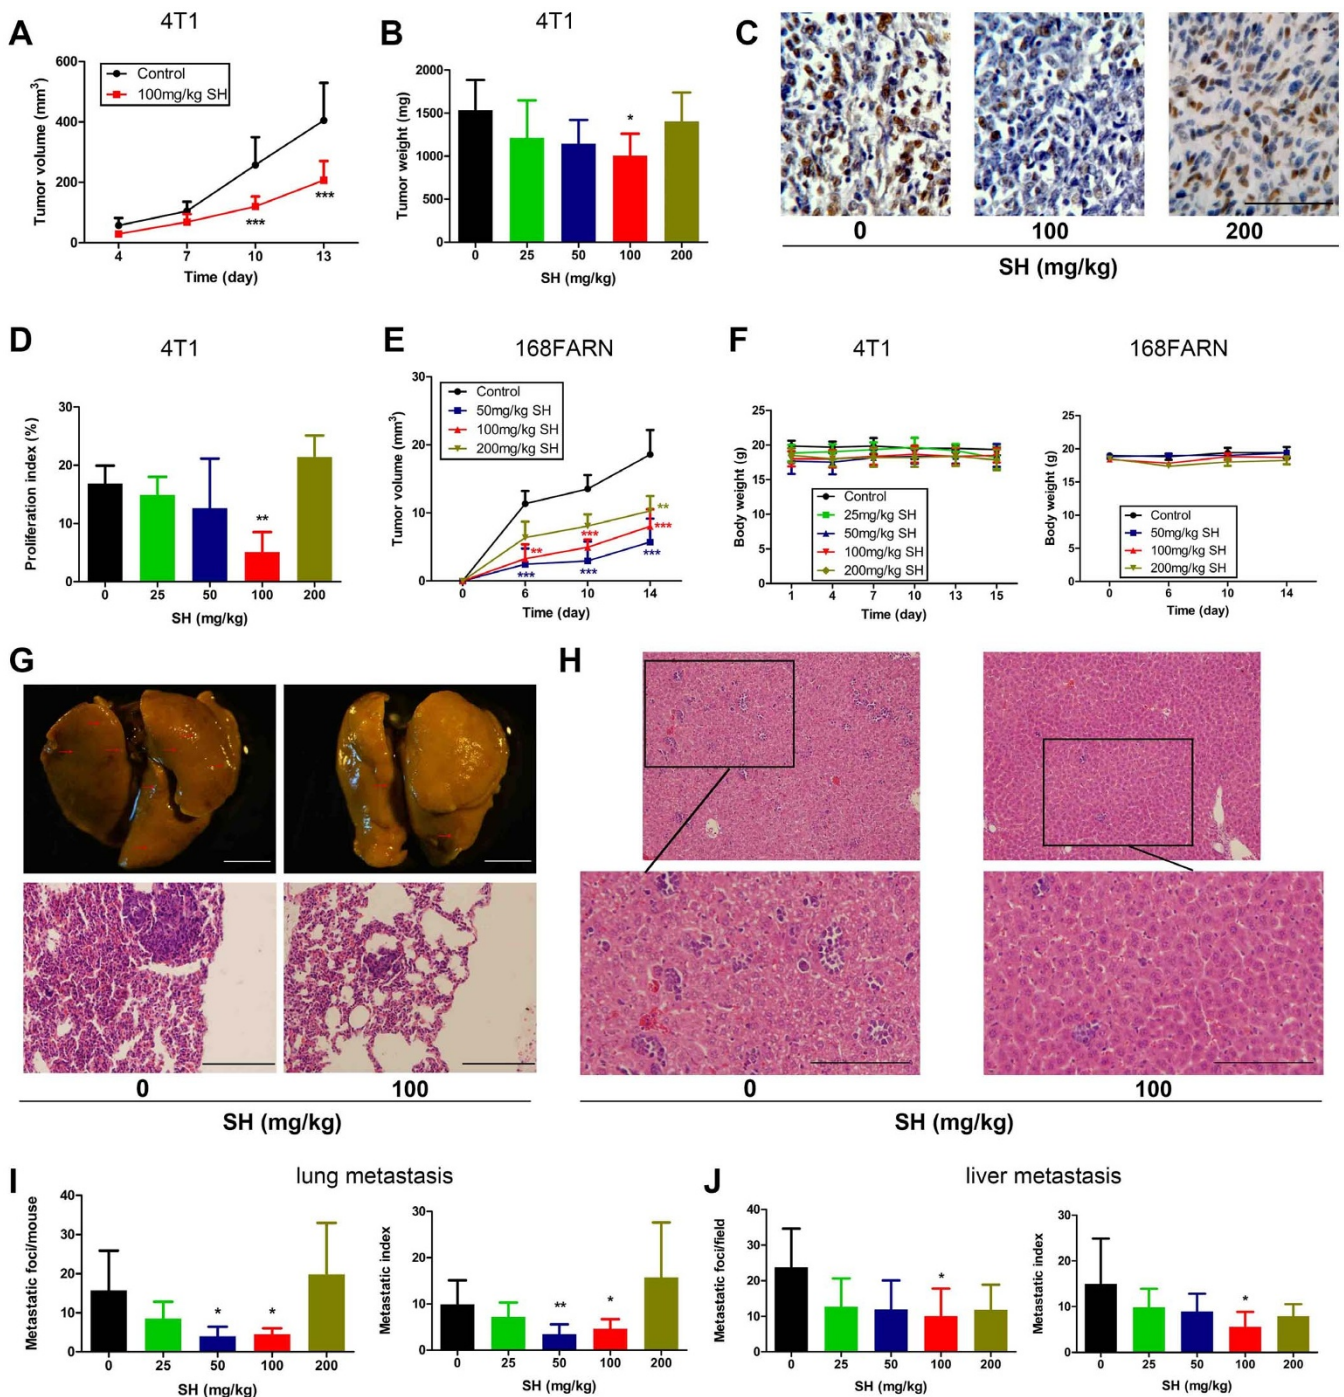 A
4T1
Tumor volume (mm³)
600
400
200
0
Control
100mg/kg SH
***
***
4
7
10
13
Time (day)
B
4T1
Tumor weight (mg)
2000
1500
1000
500
0
*
0
25
50
100
200
SH (mg/kg)
C
0
100
200
SH (mg/kg)
D
4T1
Proliferation index (%)
30
20
10
0
**
0
25
50
100
200
SH (mg/kg)
E
168FARN
Tumor volume (mm³)
30
20
10
0
Control
50mg/kg SH
100mg/kg SH
200mg/kg SH
**
***
**
***
***
***
***
0
6
10
14
Time (day)
F
4T1
Body weight (g)
25
20
15
10
5
0
Control
25mg/kg SH
50mg/kg SH
100mg/kg SH
200mg/kg SH
1
4
7
10
13
15
Time (day)
168FARN
Body weight (g)
25
20
15
10
5
0
Control
50mg/kg SH
100mg/kg SH
200mg/kg SH
0
6
10
14
Time (day)
G
0
100
SH (mg/kg)
H
0
100
SH (mg/kg)
I
lung metastasis
Metastatic foci/mouse
40
30
20
10
0
*
*
0
25
50
100
200
SH (mg/kg)
Metastatic index
30
20
10
0
**
*
0
25
50
100
200
SH (mg/kg)
J
liver metastasis
Metastatic foci/field
40
30
20
10
0
*
0
25
50
100
200
SH (mg/kg)
Metastatic index
30
20
10
0
*
0
25
50
100
200
SH (mg/kg)